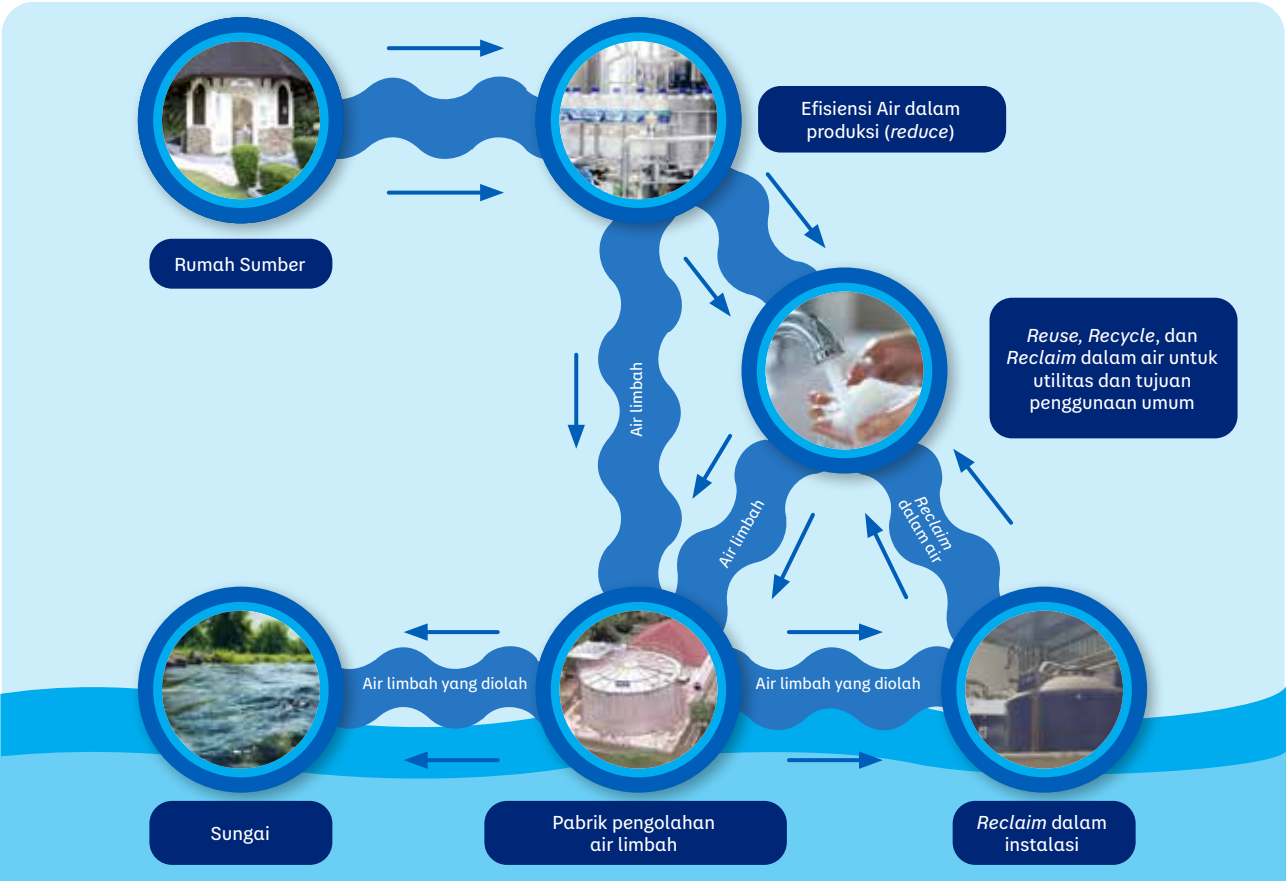 Efisiensi Air dalam
produksi (reduce)
Rumah Sumber
Reuse, Recycle, dan
Reclaim dalam air untuk
utilitas dan tujuan
penggunaan umum
Air limbah
Air limbah
Reclaim
dalam air
Air limbah yang diolah
Air limbah yang diolah
Sungai
Pabrik pengolahan
air limbah
Reclaim dalam
instalasi